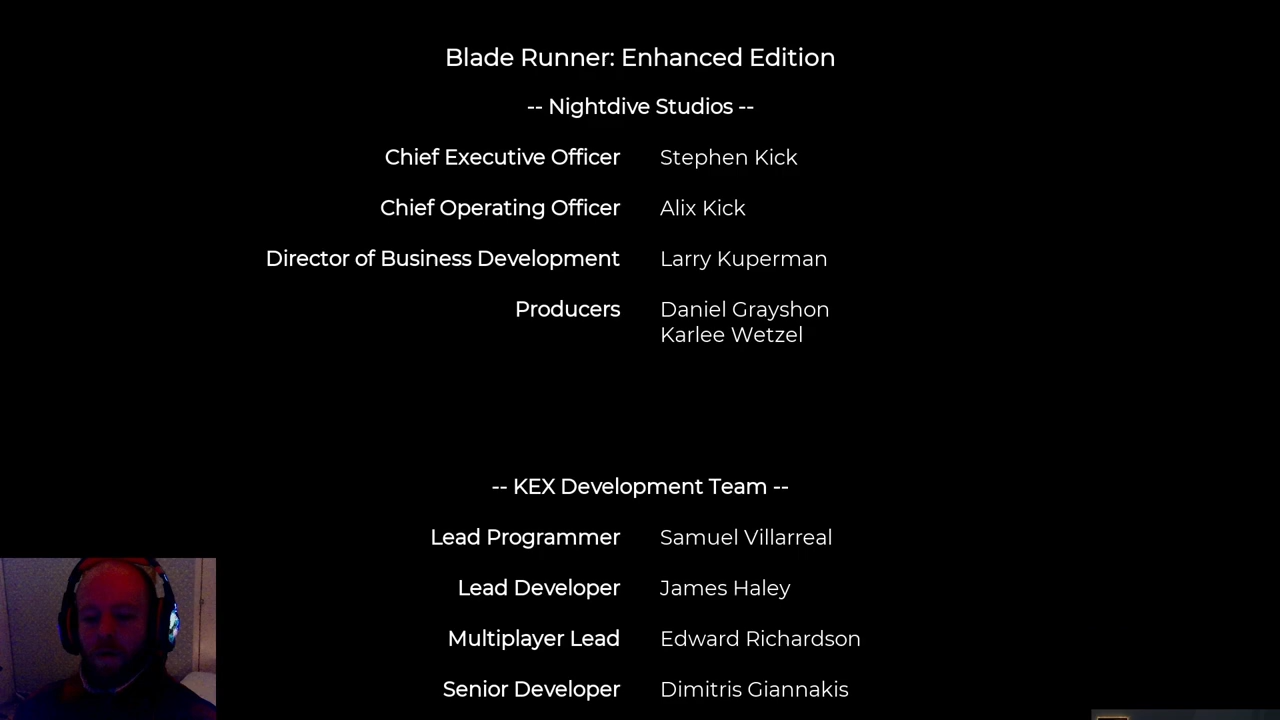 Blade Runner: Enhanced Edition
-- Nightdive Studios --
Chief Executive Officer Stephen Kick
Chief Operating Officer Alix Kick
Director of Business Development Larry Kuperman
Producers Daniel Grayshon
Karlee Wetzel
-- KEX Development Team --
Lead Programmer Samuel Villarreal
Lead Developer James Haley
Multiplayer Lead Edward Richardson
Senior Developer Dimitris Giannakis